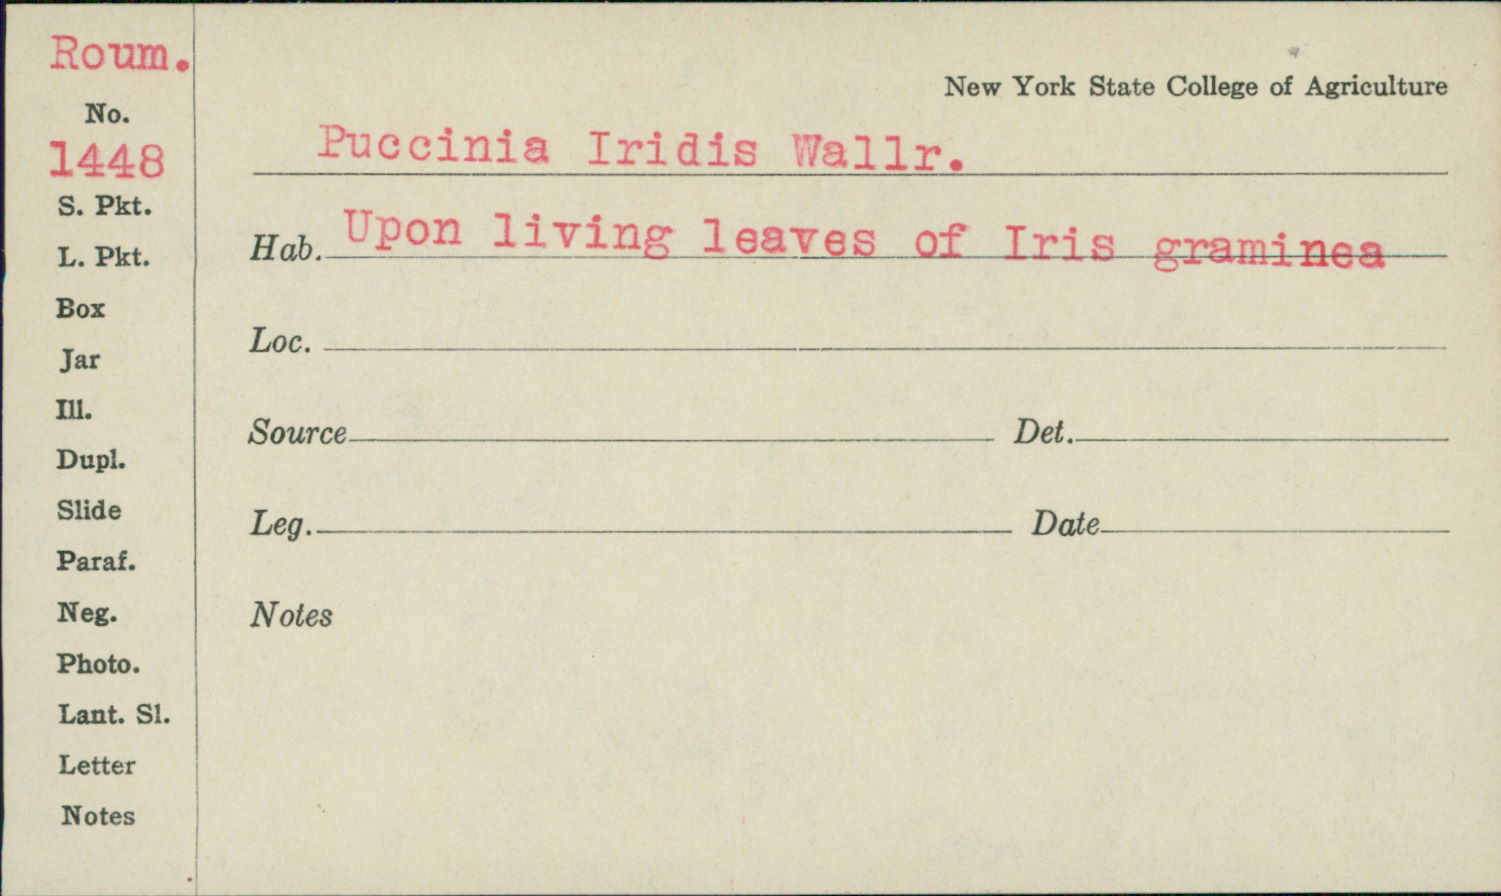 Roum.
No.
1448
S. Pkt.
L. Pkt.
Box
Jar
Ill.
Dupl.
Slide
Paraf.
Neg.
Photo.
Lant. Sl.
Letter
Notes
New York State College of Agriculture
Puccinia Iridis Wallr.
Hab. Upon living leaves of Iris graminea
Loc.
Source Det.
Leg. Date
Notes